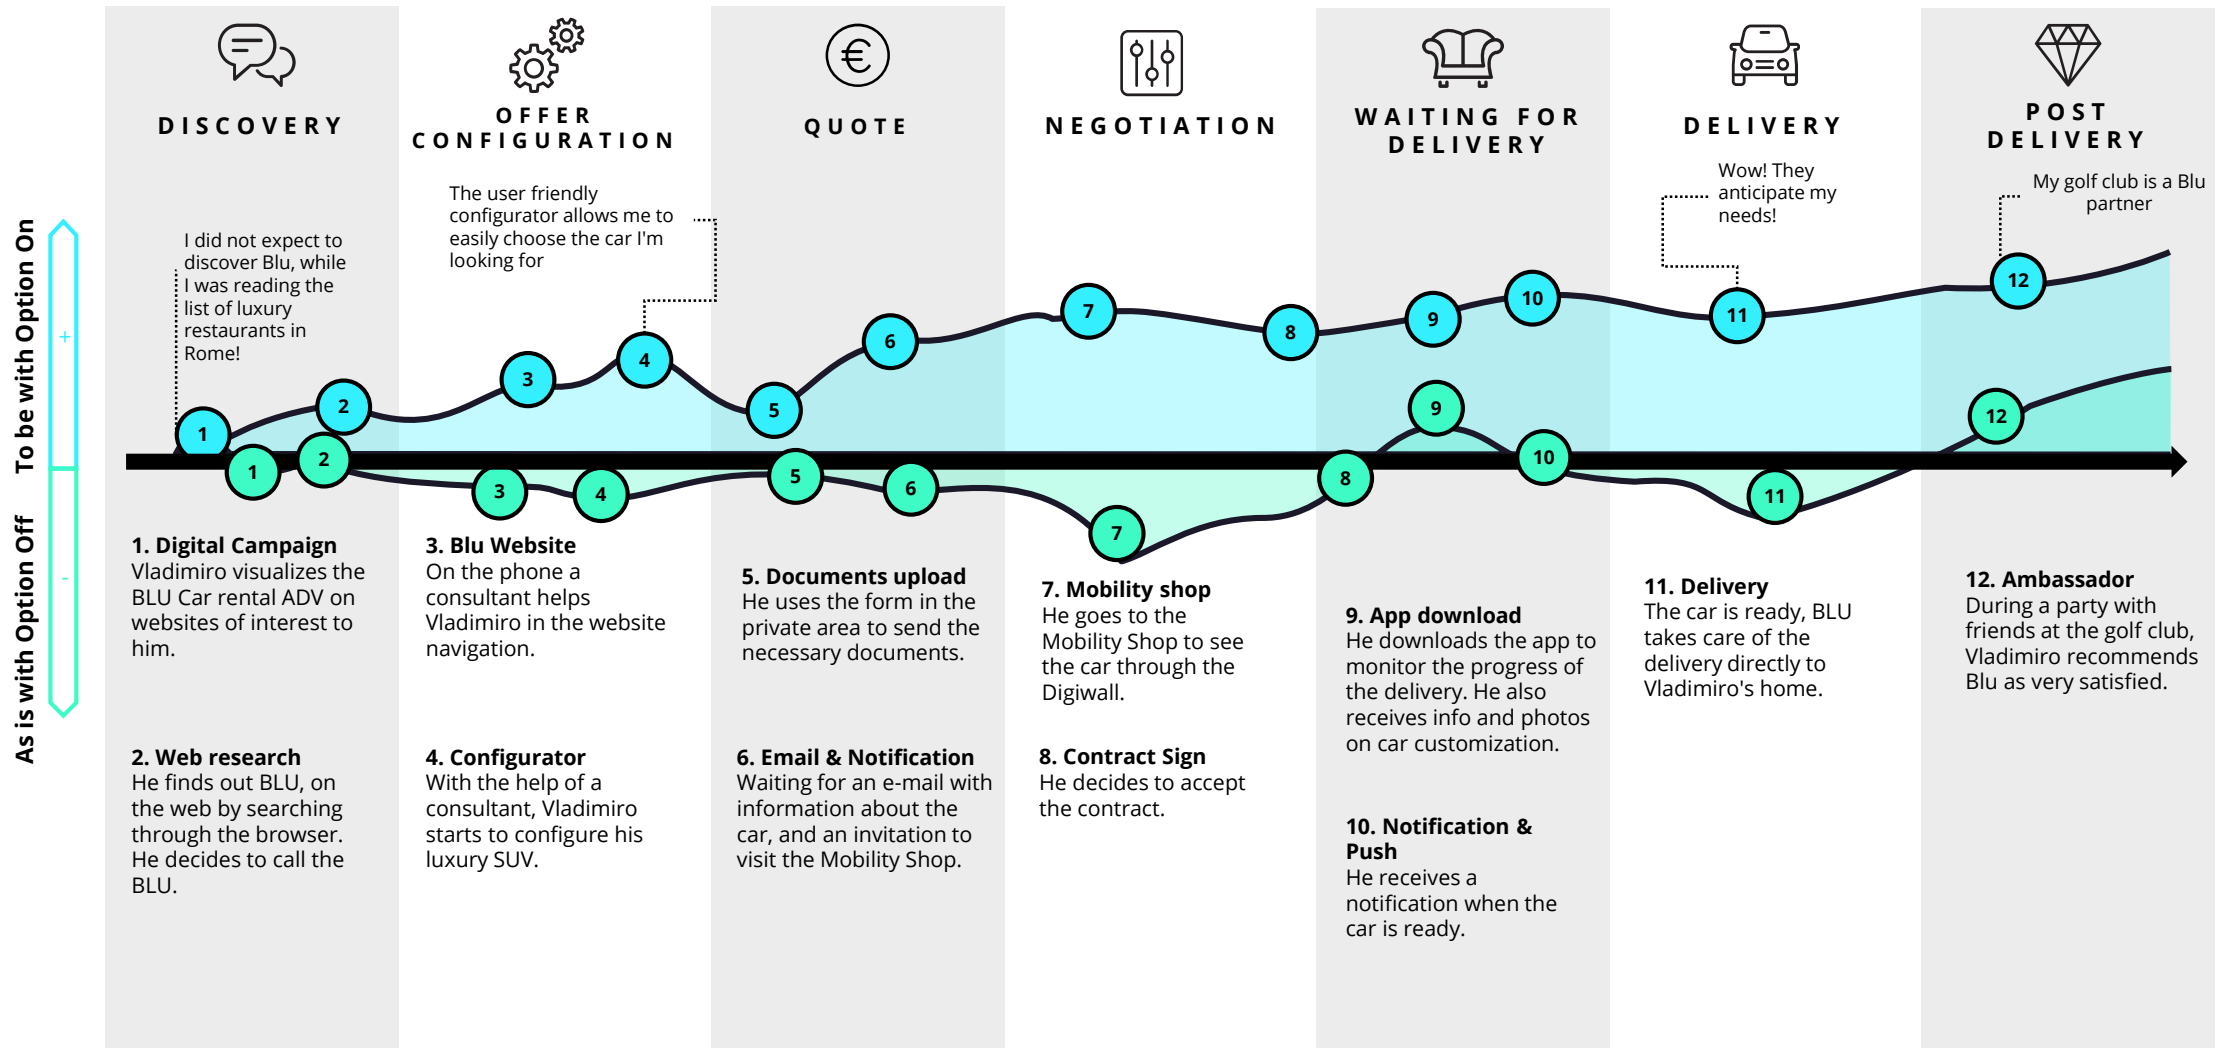 DISCOVERY
OFFER
CONFIGURATION
QUOTE
NEGOTIATION
WAITING FOR
DELIVERY
DELIVERY
POST
DELIVERY
To be with Option On
As is with Option Off
+
-
I did not expect to
discover Blu, while
I was reading the
list of luxury
restaurants in
Rome!
The user friendly
configurator allows me to
easily choose the car I'm
looking for
Wow! They
anticipate my
needs!
My golf club is a Blu
partner
1
2
3
4
5
6
7
8
9
10
11
12
1
2
3
4
5
6
7
8
9
10
11
12
1. Digital Campaign
Vladimiro visualizes the
BLU Car rental ADV on
websites of interest to
him.
2. Web research
He finds out BLU, on
the web by searching
through the browser.
He decides to call the
BLU.
3. Blu Website
On the phone a
consultant helps
Vladimiro in the website
navigation.
4. Configurator
With the help of a
consultant, Vladimiro
starts to configure his
luxury SUV.
5. Documents upload
He uses the form in the
private area to send the
necessary documents.
6. Email & Notification
Waiting for an e-mail with
information about the
car, and an invitation to
visit the Mobility Shop.
7. Mobility shop
He goes to the
Mobility Shop to see
the car through the
Digiwall.
8. Contract Sign
He decides to accept
the contract.
9. App download
He downloads the app to
monitor the progress of
the delivery. He also
receives info and photos
on car customization.
10. Notification &
Push
He receives a
notification when the
car is ready.
11. Delivery
The car is ready, BLU
takes care of the
delivery directly to
Vladimiro's home.
12. Ambassador
During a party with
friends at the golf club,
Vladimiro recommends
Blu as very satisfied.